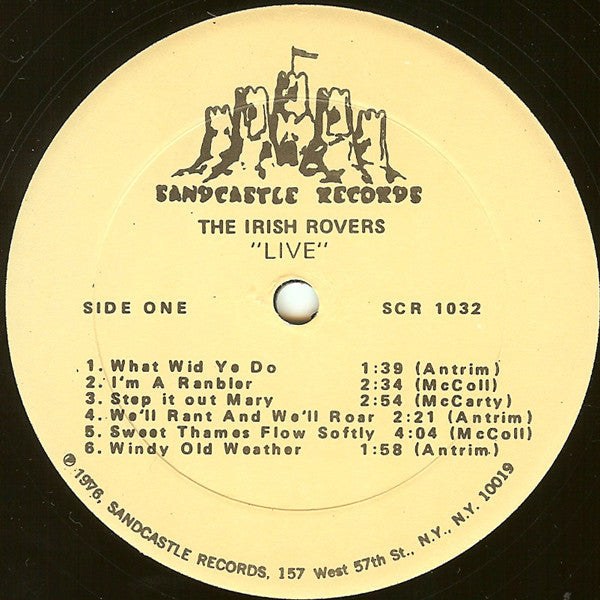 SANDCASTLE RECORDS
THE IRISH ROVERS
"LIVE"
SIDE ONE SCR 1032
1. What Wid Ye Do 1:39 (Antrim)
2. I'm A Ranbler 2:34 (McColl)
3. Step it out Mary 2:54 (McCarty)
4. We'll Rant And We'll Roar 2:21 (Antrim)
5. Sweet Thames Flow Softly 4:04 (McColl)
6. Windy Old Weather 1:58 (Antrim)
℗ 1976, SANDCASTLE RECORDS, 157 West 57th St., N.Y., N.Y. 10019